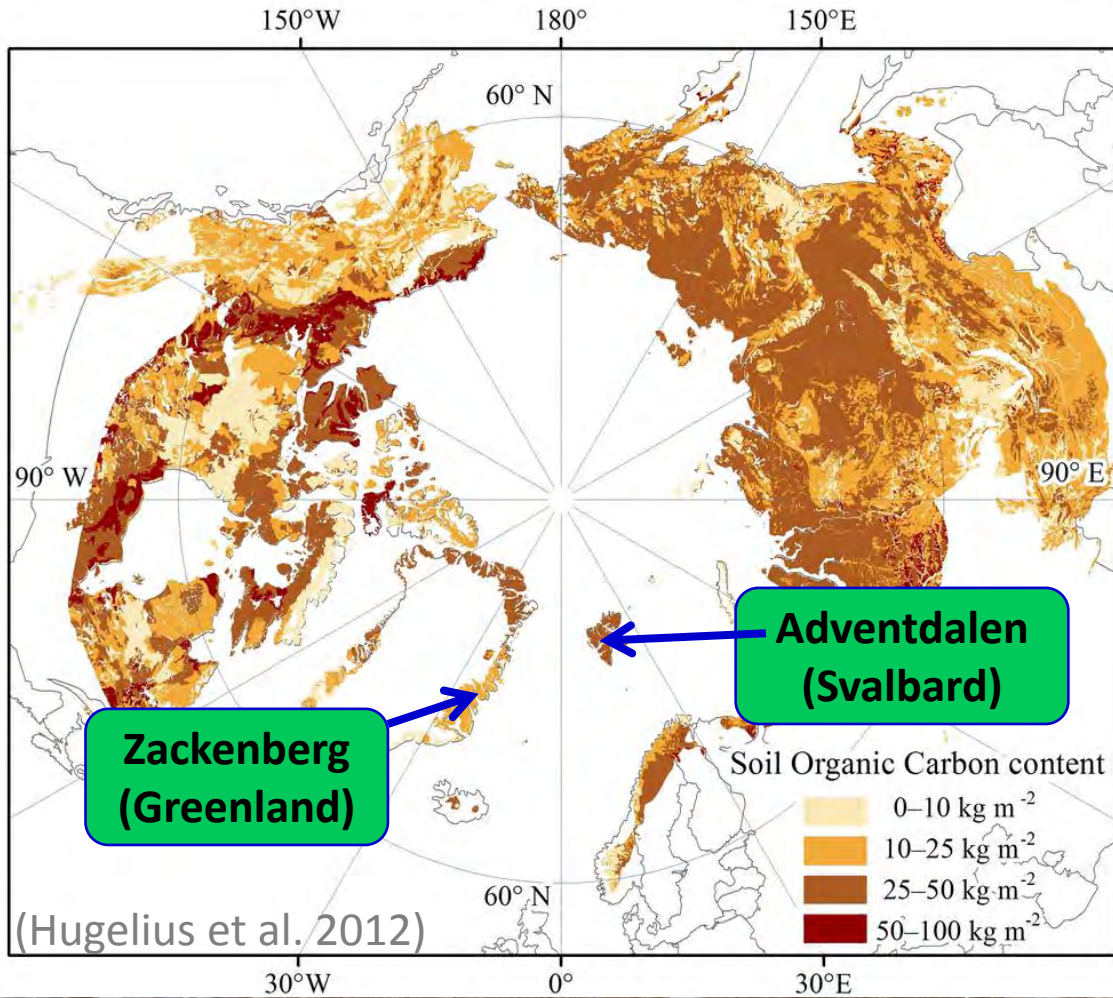 150°W 180° 150°E
60° N
90° W
90° E
Adventdalen
(Svalbard)
Zackenberg
(Greenland)
Soil Organic Carbon content
0–10 kg m⁻²
10–25 kg m⁻²
25–50 kg m⁻²
50–100 kg m⁻²
60° N
(Hugelius et al. 2012)
30°W 0° 30°E